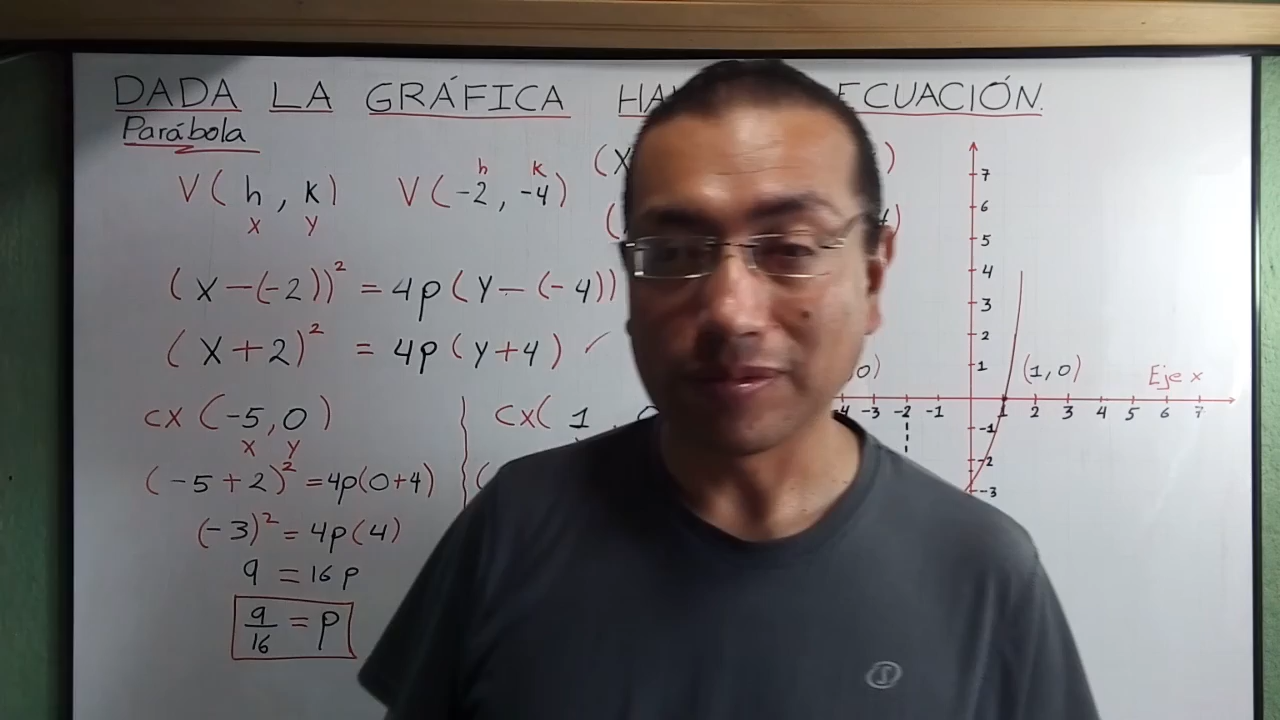 DADA LA GRÁFICA ECUACIÓN.
Parábola
h k
V(h, k) V(-2, -4)
x y
(x-(-2))² = 4p(y-(-4))
(x+2)² = 4p(y+4)
cx(-5,0) cx(1
x y
(-5+2)² = 4p(0+4)
(-3)² = 4p(4)
9 = 16p
9/16 = p
7
6
5
4
3
2
1
(1,0) Eje x
-3 -2 -1 1 2 3 4 5 6 7
-1
-2
-3